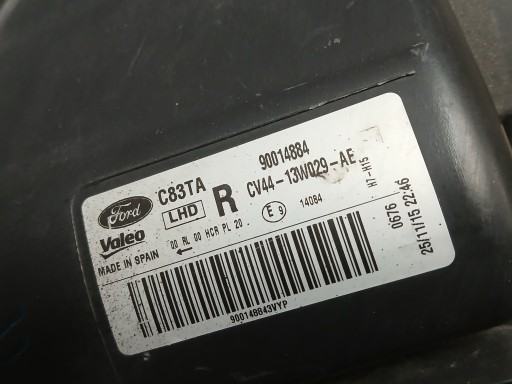 90014884
C83TA
CV44-13W029-AE
Ford
LHD
R
E9
14084
H7-H15
Valeo
00 RL 00 HCR PL 20
MADE IN SPAIN
0676
25/11/15 22:46
900148843VYP